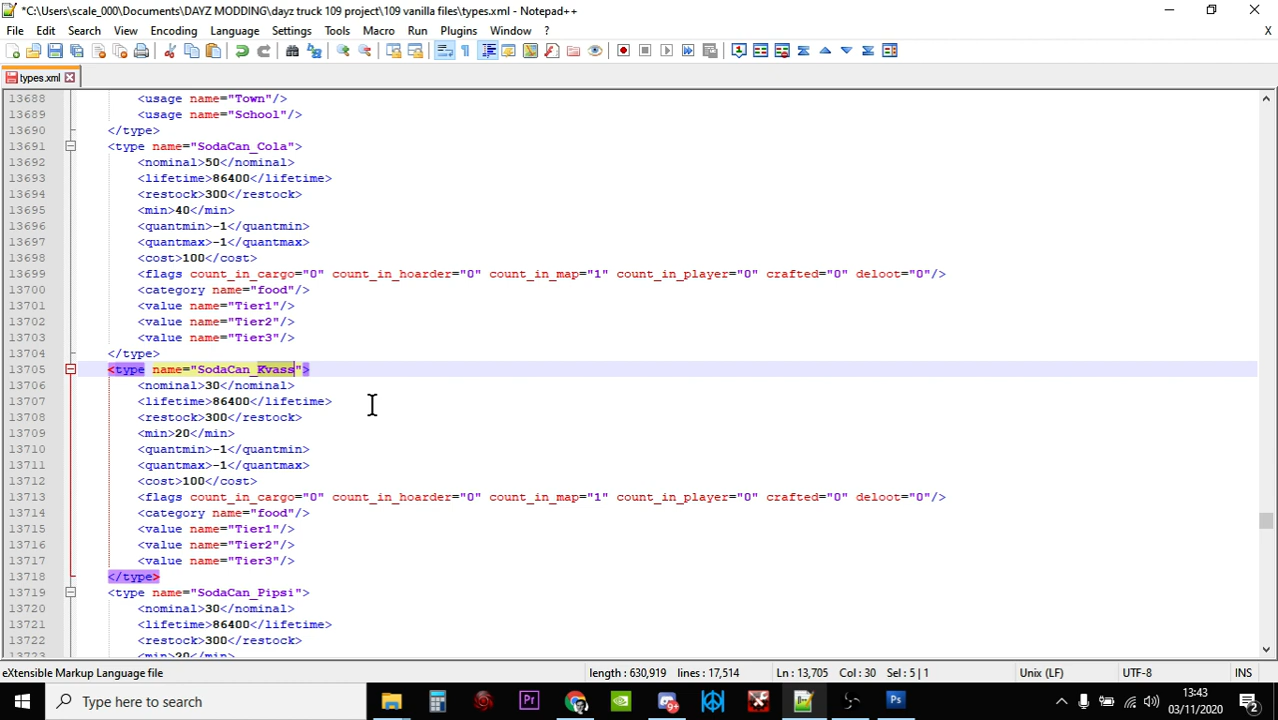 *C:\Users\scale_000\Documents\DAYZ MODDING\dayz truck 109 project\109 vanilla files\types.xml - Notepad++
File Edit Search View Encoding Language Settings Tools Macro Run Plugins Window ? X
types.xml
13688 <usage name="Town"/>
13689 <usage name="School"/>
13690 </type>
13691 <type name="SodaCan_Cola">
13692 <nominal>50</nominal>
13693 <lifetime>86400</lifetime>
13694 <restock>300</restock>
13695 <min>40</min>
13696 <quantmin>-1</quantmin>
13697 <quantmax>-1</quantmax>
13698 <cost>100</cost>
13699 <flags count_in_cargo="0" count_in_hoarder="0" count_in_map="1" count_in_player="0" crafted="0" deloot="0"/>
13700 <category name="food"/>
13701 <value name="Tier1"/>
13702 <value name="Tier2"/>
13703 <value name="Tier3"/>
13704 </type>
13705 <type name="SodaCan_Kvass">
13706 <nominal>30</nominal>
13707 <lifetime>86400</lifetime>
13708 <restock>300</restock>
13709 <min>20</min>
13710 <quantmin>-1</quantmin>
13711 <quantmax>-1</quantmax>
13712 <cost>100</cost>
13713 <flags count_in_cargo="0" count_in_hoarder="0" count_in_map="1" count_in_player="0" crafted="0" deloot="0"/>
13714 <category name="food"/>
13715 <value name="Tier1"/>
13716 <value name="Tier2"/>
13717 <value name="Tier3"/>
13718 </type>
13719 <type name="SodaCan_Pipsi">
13720 <nominal>30</nominal>
13721 <lifetime>86400</lifetime>
13722 <restock>300</restock>
13723 <min>20</min>
eXtensible Markup Language file length : 630,919 lines : 17,514 Ln : 13,705 Col : 30 Sel : 5 | 1 Unix (LF) UTF-8 INS
Type here to search Pr Ps 13:43
03/11/2020 2